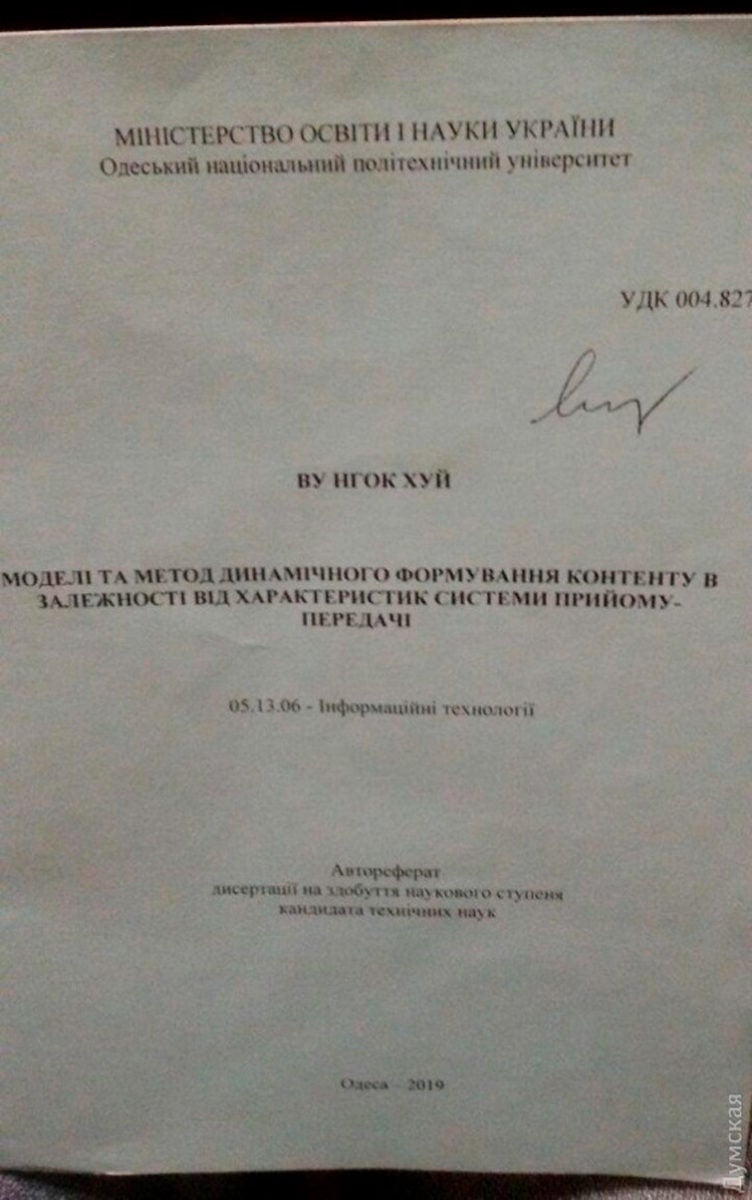 МІНІСТЕРСТВО ОСВІТИ І НАУКИ УКРАЇНИ
Одеський національний політехнічний університет
УДК 004.827
ВУ НГОК ХУЙ
МОДЕЛІ ТА МЕТОД ДИНАМІЧНОГО ФОРМУВАННЯ КОНТЕНТУ В
ЗАЛЕЖНОСТІ ВІД ХАРАКТЕРИСТИК СИСТЕМИ ПРИЙОМУ-
ПЕРЕДАЧІ
05.13.06 - Інформаційні технології
Автореферат
дисертації на здобуття наукового ступеня
кандидата технічних наук
Одеса – 2019
Думская